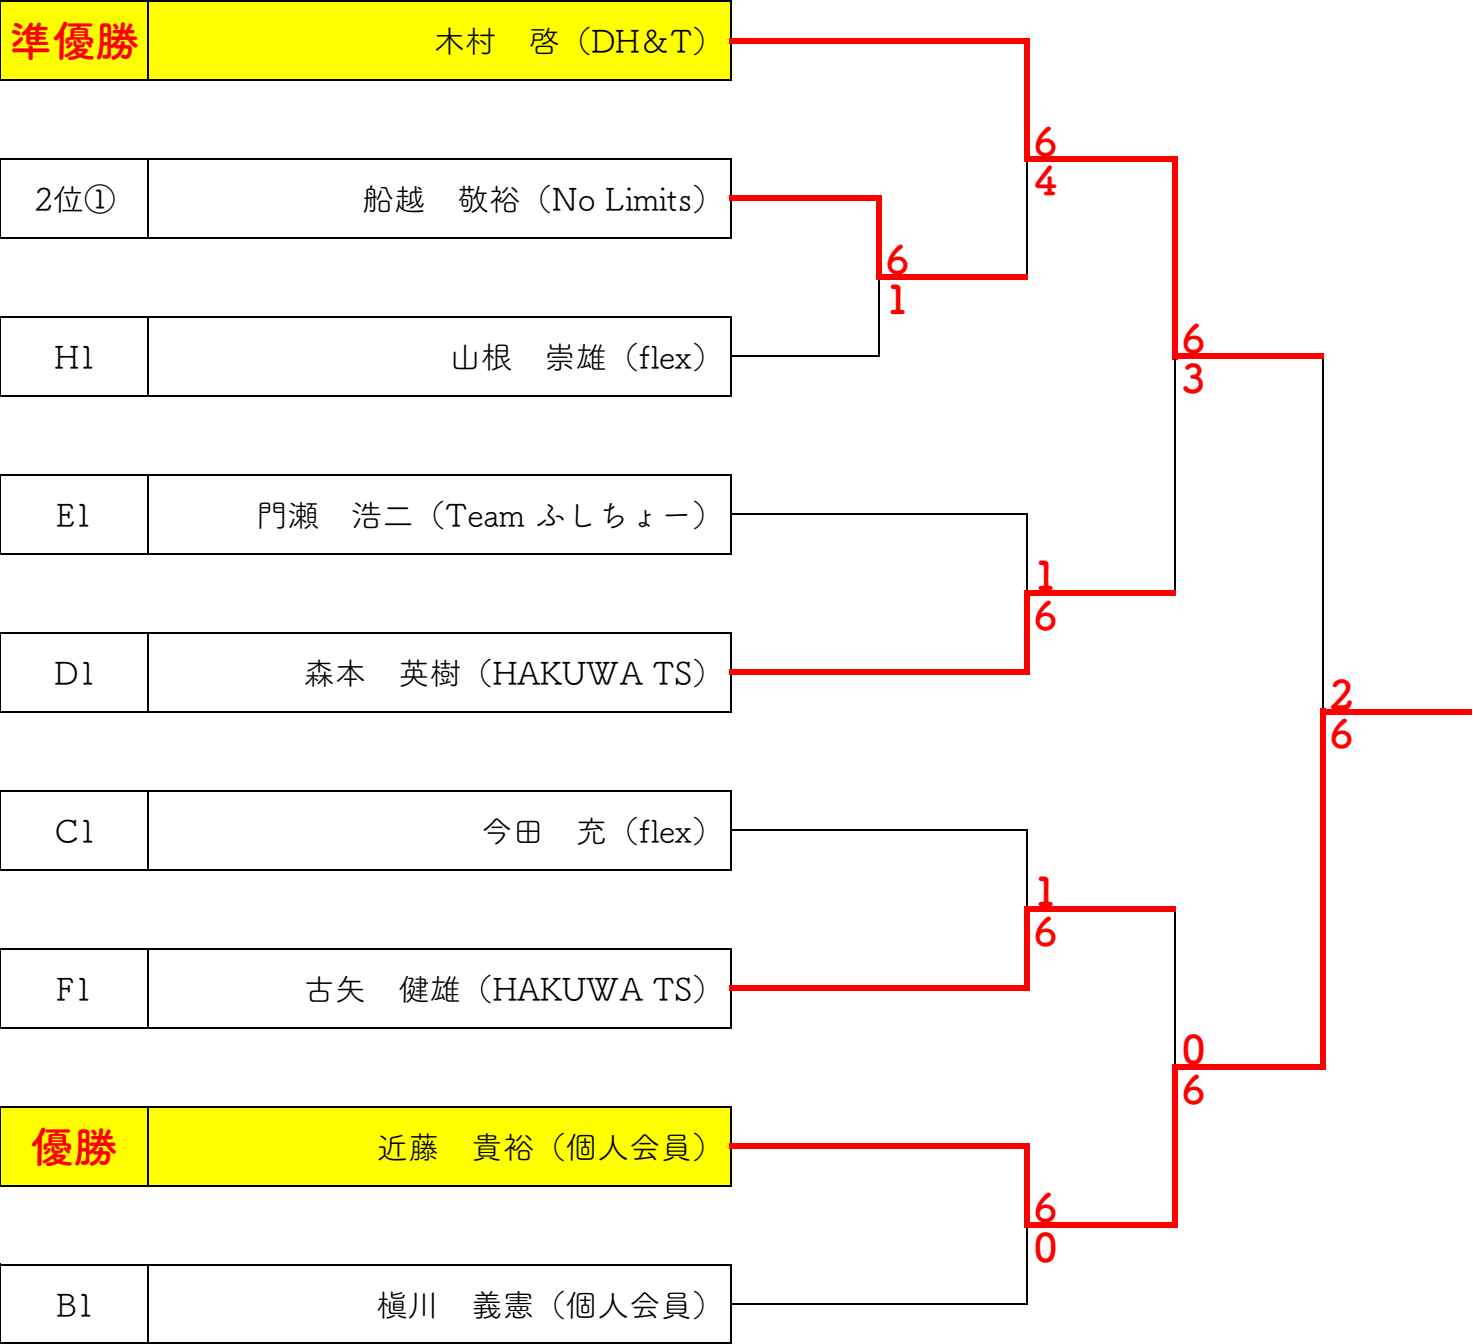 準優勝 木村　啓（DH＆T）
6
4
2位① 船越　敬裕（No Limits）
6
1
H1 山根　崇雄（flex）
6
3
E1 門瀬　浩二（Team ふしちょー）
1
6
D1 森本　英樹（HAKUWA TS）
2
6
C1 今田　充（flex）
1
6
F1 古矢　健雄（HAKUWA TS）
0
6
優勝 近藤　貴裕（個人会員）
6
0
B1 槇川　義憲（個人会員）